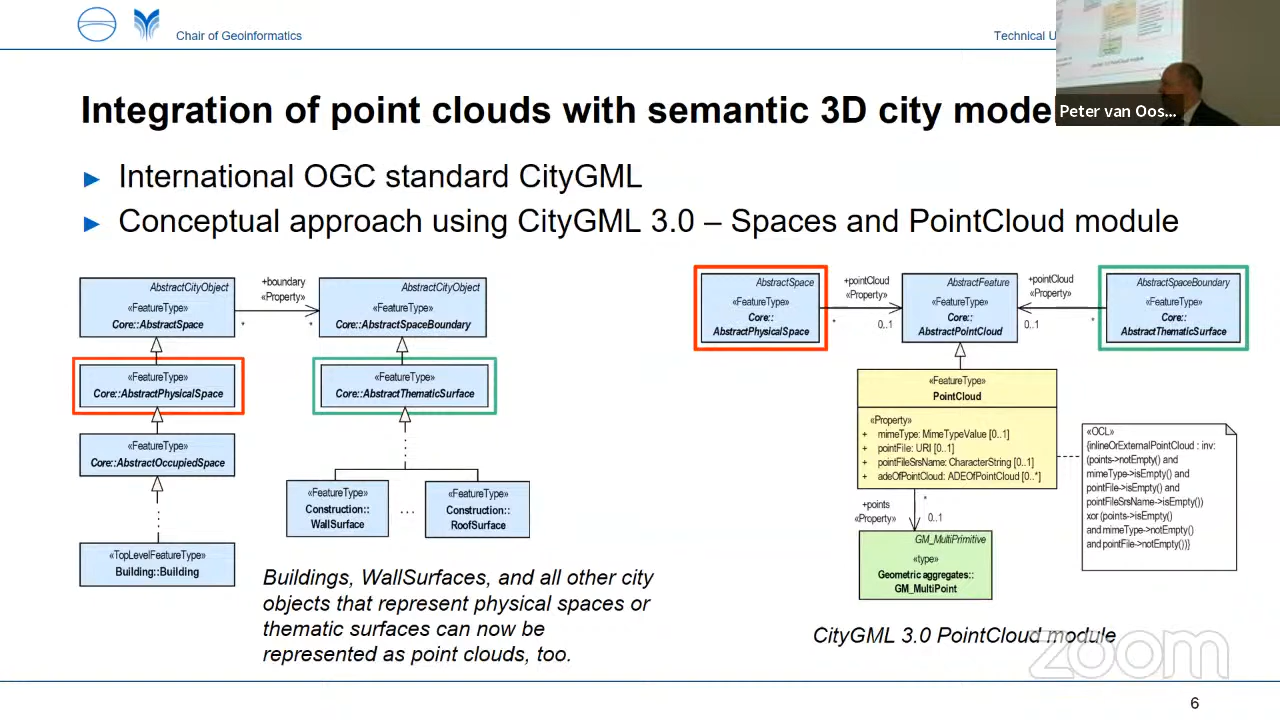 Chair of Geoinformatics
Technical U
Peter van Oos...
Integration of point clouds with semantic 3D city mode
International OGC standard CityGML
Conceptual approach using CityGML 3.0 – Spaces and PointCloud module
AbstractCityObject
«FeatureType»
Core::AbstractSpace
+boundary
«Property»
*
*
AbstractCityObject
«FeatureType»
Core::AbstractSpaceBoundary
«FeatureType»
Core::AbstractPhysicalSpace
«FeatureType»
Core::AbstractThematicSurface
«FeatureType»
Core::AbstractOccupiedSpace
«FeatureType»
Construction::
WallSurface
...
«FeatureType»
Construction::
RoofSurface
«TopLevelFeatureType»
Building::Building
Buildings, WallSurfaces, and all other city
objects that represent physical spaces or
thematic surfaces can now be
represented as point clouds, too.
AbstractSpace
«FeatureType»
Core::
AbstractPhysicalSpace
+pointCloud
«Property»
*
0..1
AbstractFeature
«FeatureType»
Core::
AbstractPointCloud
+pointCloud
«Property»
0..1
*
AbstractSpaceBoundary
«FeatureType»
Core::
AbstractThematicSurface
«FeatureType»
PointCloud
«Property»
+ mimeType: MimeTypeValue [0..1]
+ pointFile: URI [0..1]
+ pointFileSrsName: CharacterString [0..1]
+ adeOfPointCloud: ADEOfPointCloud [0..*]
«OCL»
{inlineOrExternalPointCloud : inv:
(points->notEmpty() and
mimeType->isEmpty() and
pointFile->isEmpty() and
pointFileSrsName->isEmpty())
xor (points->isEmpty()
and mimeType->notEmpty()
and pointFile->notEmpty())}
+points
«Property»
*
0..1
GM_MultiPrimitive
«type»
Geometric aggregates::
GM_MultiPoint
CityGML 3.0 PointCloud module
zoom
6